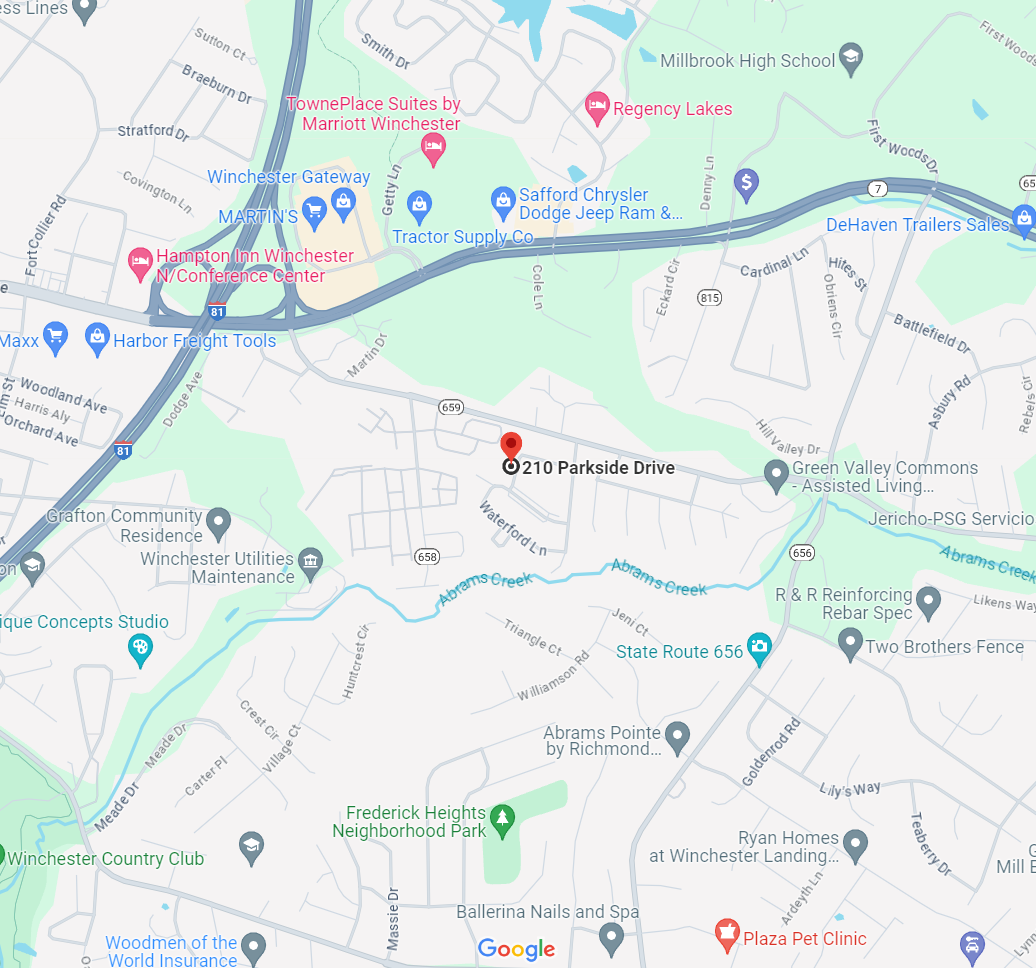 ess Lines
Smith Dr
Sutton Ct
First Woods
Millbrook High School
Braeburn Dr
TownePlace Suites by
Marriott Winchester
Regency Lakes
Stratford Dr
First Woods Dr
Winchester Gateway
Covington Ln
Getty Ln
Denny Ln
$
7
65
Safford Chrysler
Dodge Jeep Ram &...
MARTIN'S
Fort Collier Rd
Tractor Supply Co
DeHaven Trailers Sales
Hampton Inn Winchester
N/Conference Center
Cole Ln
Eckard Cir
Cardinal Ln
Hites St
e
815
Obriens Cir
81
Maxx
Harbor Freight Tools
Battlefield Dr
Martin Dr
Woodland Ave
Harris Aly
Orchard Ave
lm St
Dodge Ave
Asbury Rd
Rebels Cir
659
Hill Valley Dr
81
210 Parkside Drive
Green Valley Commons
- Assisted Living...
Grafton Community
Residence
Waterford Ln
Jericho-PSG Servicio
Winchester Utilities
Maintenance
658
656
Abrams Creek
Abrams Creek
Abrams Creek
on
R & R Reinforcing
Rebar Spec
Likens Way
ique Concepts Studio
Jeni Ct
Triangle Ct
State Route 656
Two Brothers Fence
Huntcrest Cir
Williamson Rd
Crest Cir
Meade Dr
Village Ct
Abrams Pointe
by Richmond...
Goldenrod Rd
Carter Pl
Lily's Way
Meade Dr
Frederick Heights
Neighborhood Park
Teaberry Dr
Ryan Homes
at Winchester Landing...
G
Mill E
Winchester Country Club
Ardeyth Ln
Massie Dr
Ballerina Nails and Spa
Woodmen of the
World Insurance
Google
Plaza Pet Clinic
Lynn